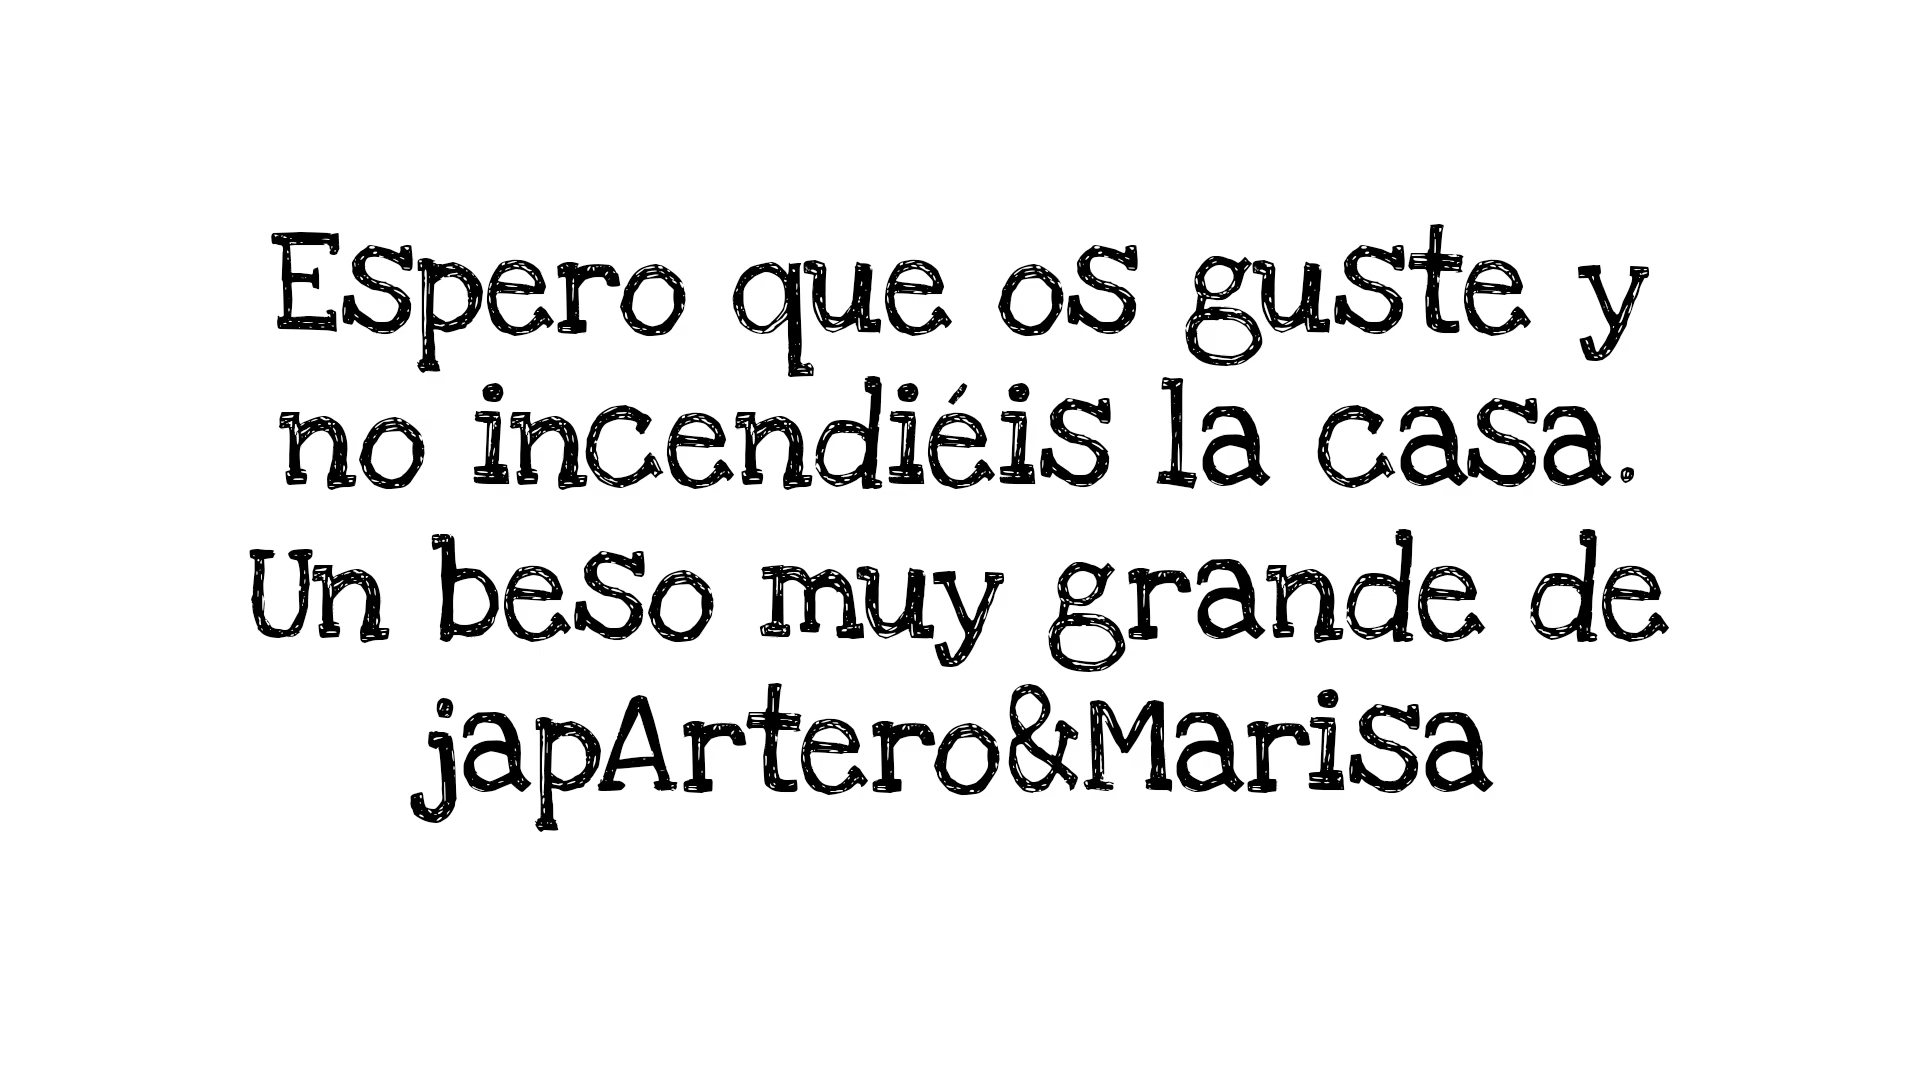 Espero que os guste y
no incendiéis la casa.
Un beso muy grande de
japArtero&Marisa